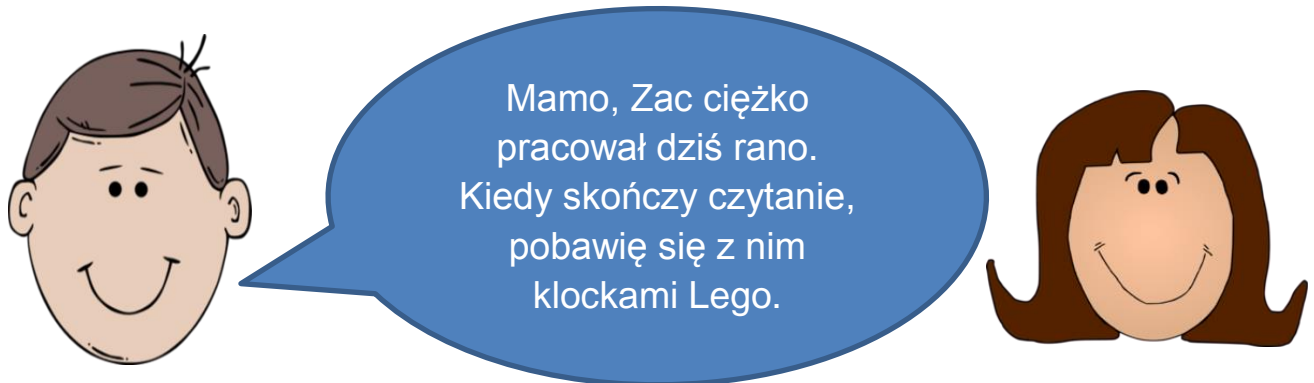 Mamo, Zac ciężko
pracował dziś rano.
Kiedy skończy czytanie,
pobawię się z nim
klockami Lego.